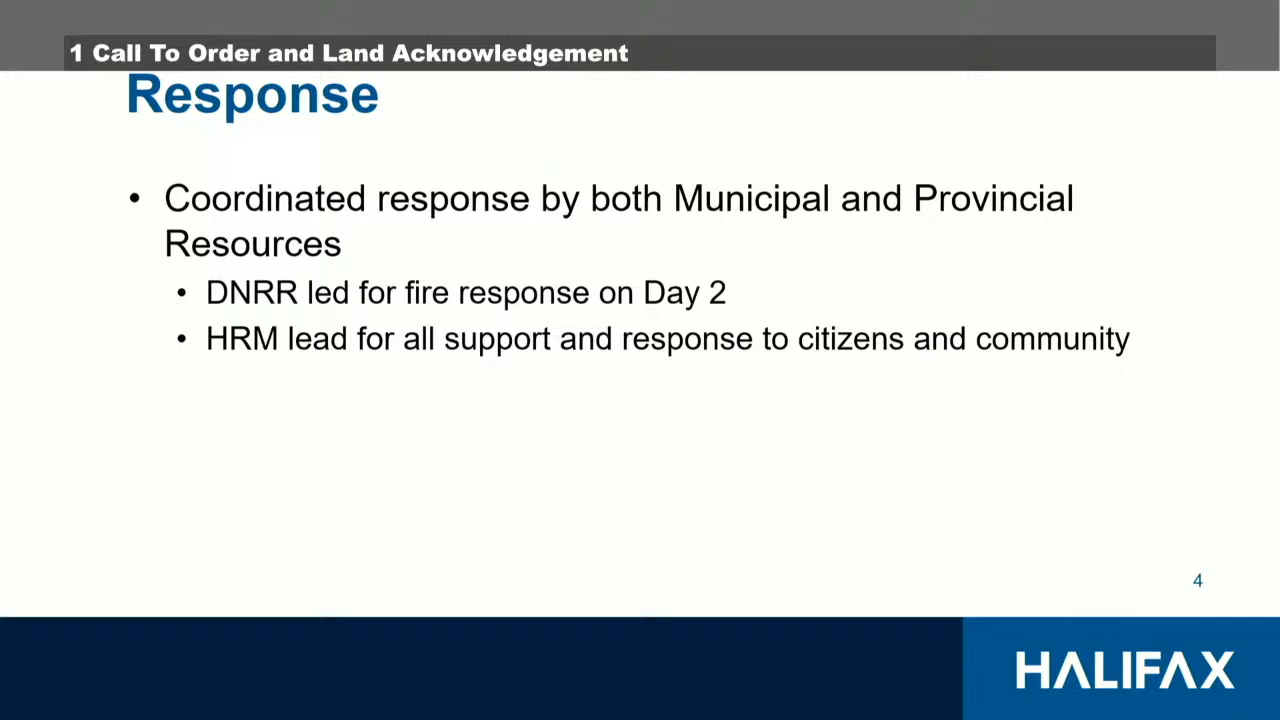 1 Call To Order and Land Acknowledgement
Response
• Coordinated response by both Municipal and Provincial
Resources
• DNRR led for fire response on Day 2
• HRM lead for all support and response to citizens and community
4
HALIFAX